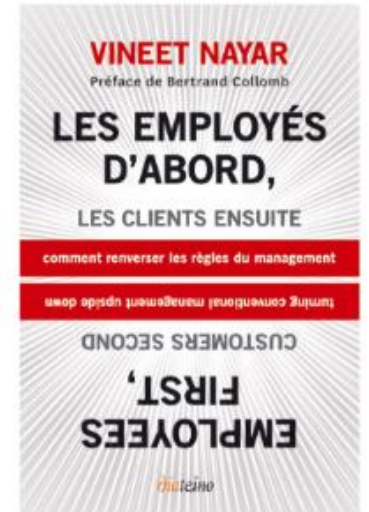 VINEET NAYAR
Préface de Bertrand Collomb
LES EMPLOYÉS
D'ABORD,
LES CLIENTS ENSUITE
comment renverser les règles du management
turning conventional management upside down
CUSTOMERS SECOND
FIRST,
EMPLOYEES
diateino